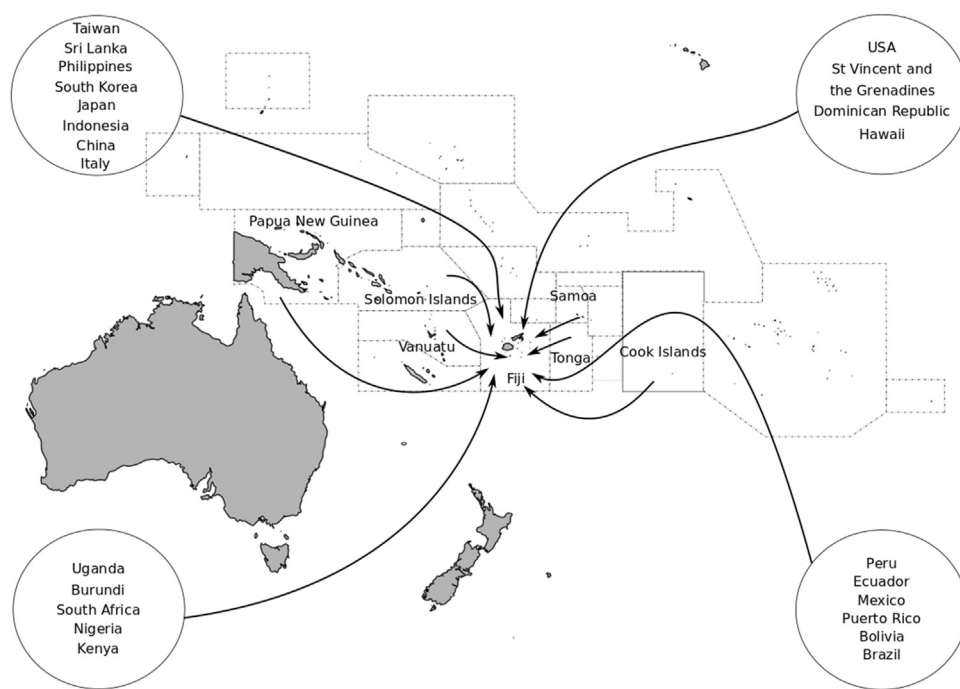 Taiwan
Sri Lanka
Philippines
South Korea
Japan
Indonesia
China
Italy
USA
St Vincent and
the Grenadines
Dominican Republic
Hawaii
Papua New Guinea
Solomon Islands
Samoa
Vanuatu
Tonga
Cook Islands
Fiji
Uganda
Burundi
South Africa
Nigeria
Kenya
Peru
Ecuador
Mexico
Puerto Rico
Bolivia
Brazil